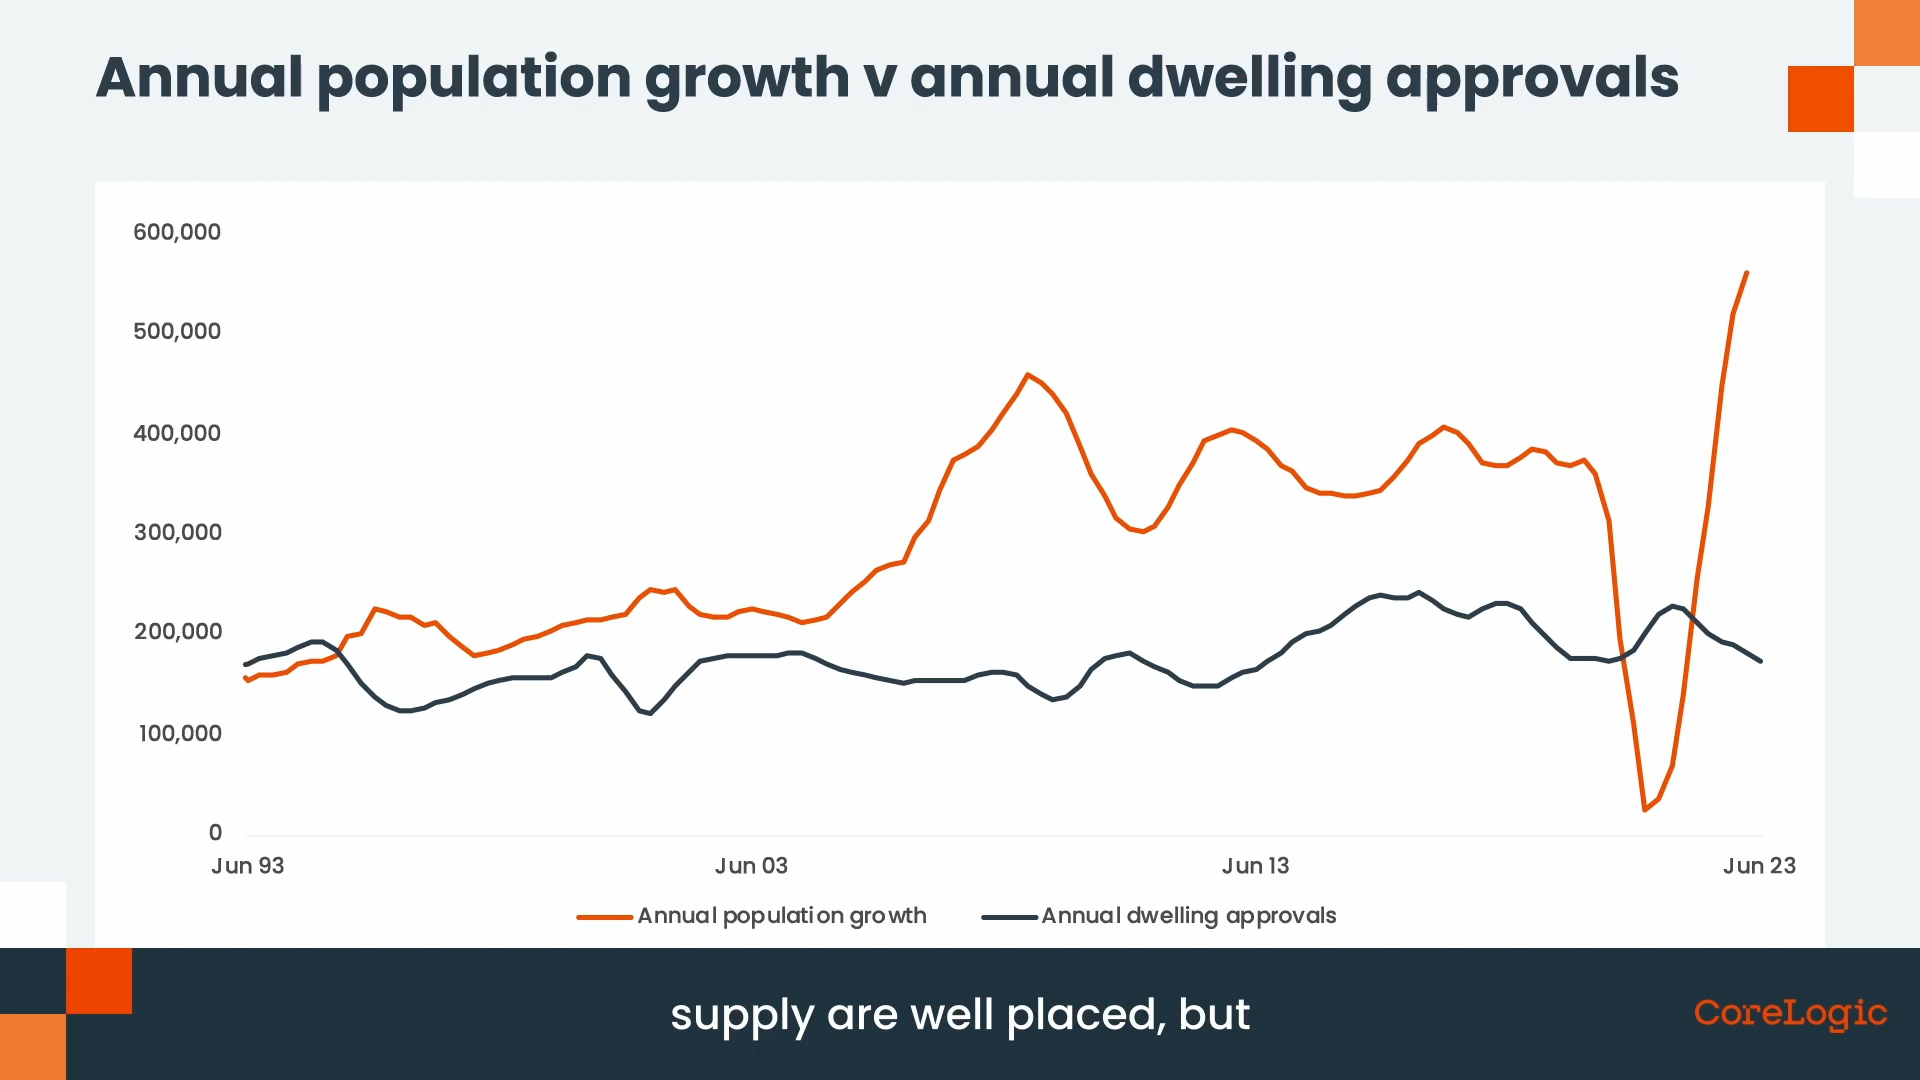 Annual population growth v annual dwelling approvals
600,000
500,000
400,000
300,000
200,000
100,000
0
Jun 93 Jun 03 Jun 13 Jun 23
Annual population growth Annual dwelling approvals
supply are well placed, but
CoreLogic